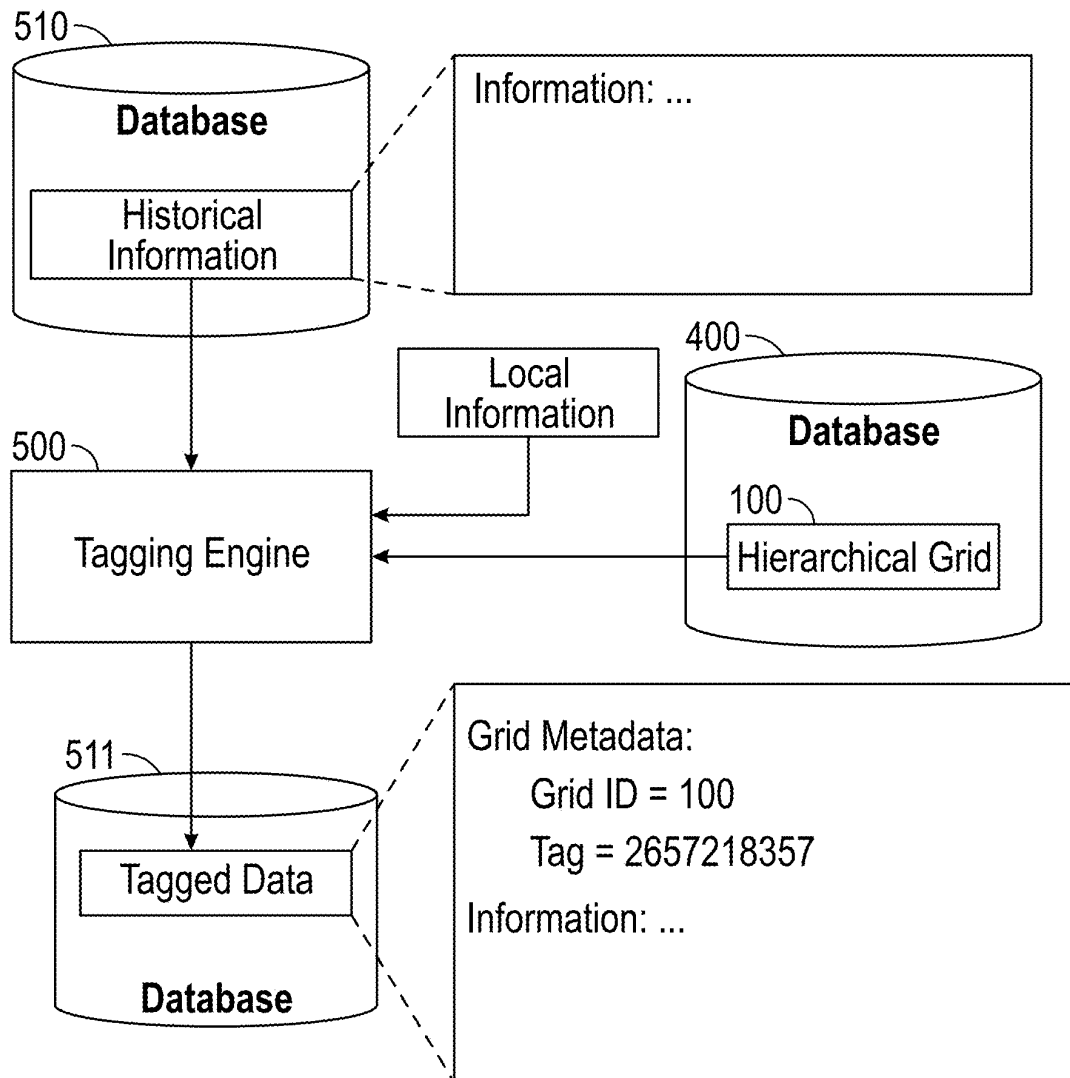 510
Database
Historical
Information
Information: ...
Local
Information
400
Database
100
Hierarchical Grid
500
Tagging Engine
511
Tagged Data
Database
Grid Metadata:
Grid ID = 100
Tag = 2657218357
Information: ...